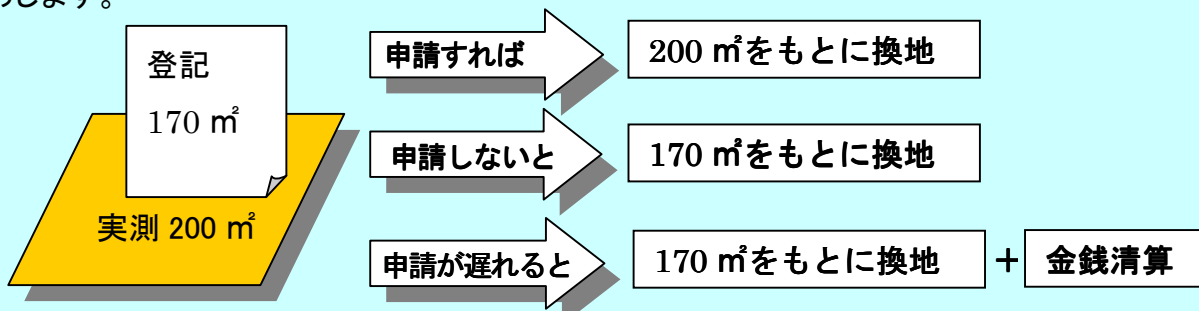 します。
登記
170 ㎡
実測 200 ㎡
申請すれば
200 ㎡をもとに換地
申請しないと
170 ㎡をもとに換地
申請が遅れると
170 ㎡をもとに換地
＋
金銭清算